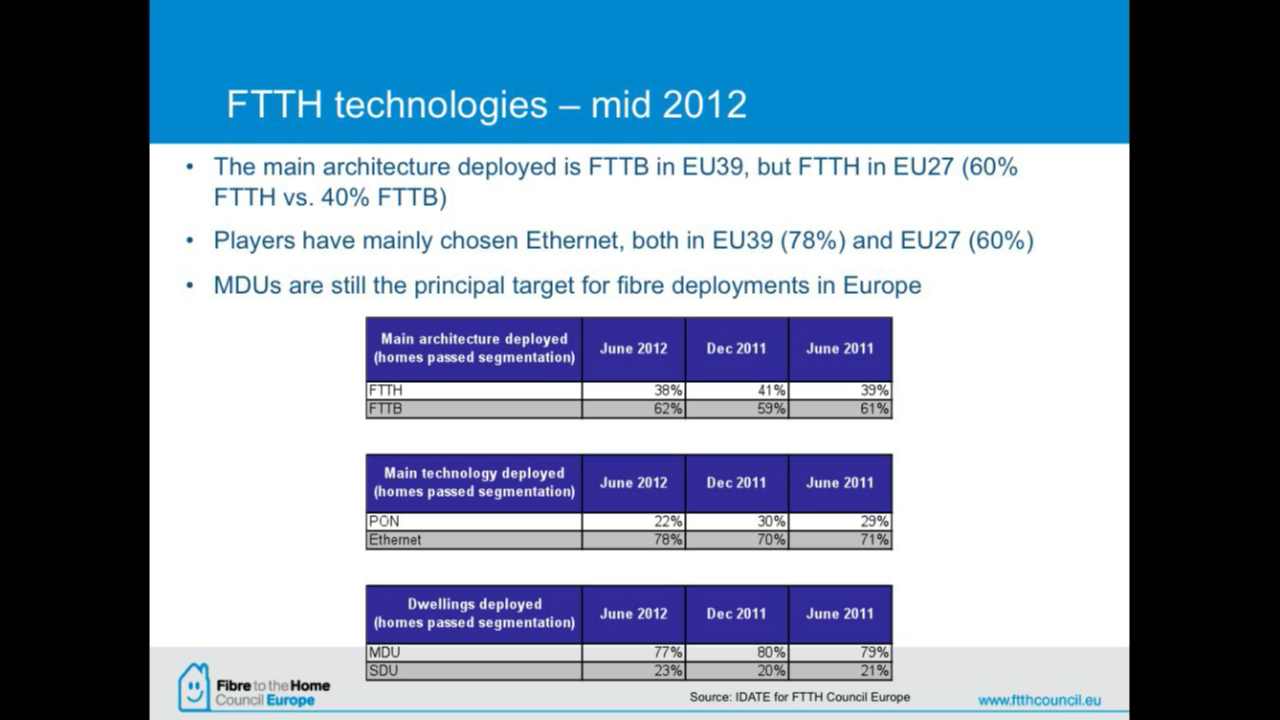 FTTH technologies – mid 2012
• The main architecture deployed is FTTB in EU39, but FTTH in EU27 (60%
FTTH vs. 40% FTTB)
• Players have mainly chosen Ethernet, both in EU39 (78%) and EU27 (60%)
• MDUs are still the principal target for fibre deployments in Europe
Main architecture deployed
(homes passed segmentation) June 2012 Dec 2011 June 2011
FTTH 38% 41% 39%
FTTB 62% 59% 61%
Main technology deployed
(homes passed segmentation) June 2012 Dec 2011 June 2011
PON 22% 30% 29%
Ethernet 78% 70% 71%
Dwellings deployed
(homes passed segmentation) June 2012 Dec 2011 June 2011
MDU 77% 80% 79%
SDU 23% 20% 21%
Fibre to the Home
Council Europe
Source: IDATE for FTTH Council Europe
www.ftthcouncil.eu